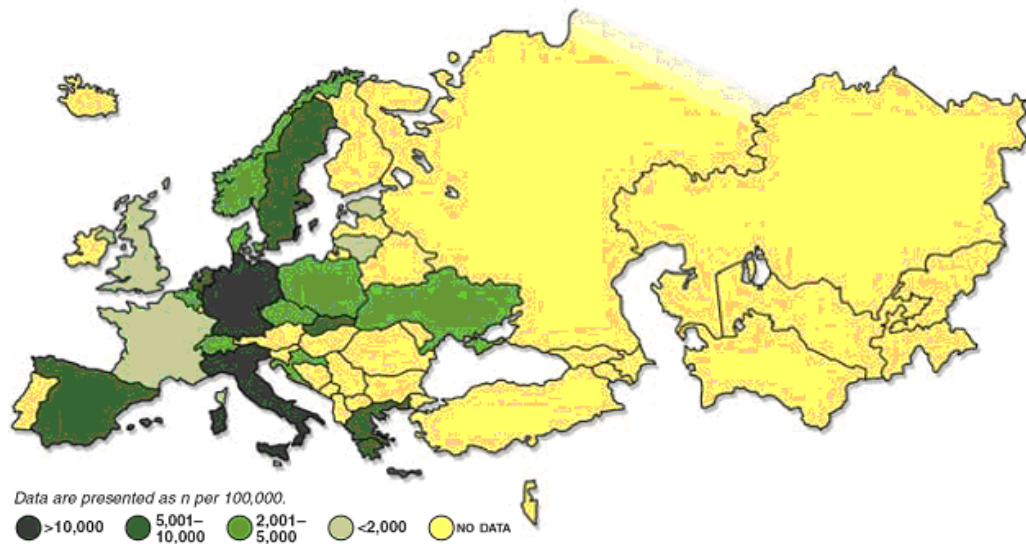 Data are presented as n per 100,000.
>10,000 5,001– 2,001– <2,000 NO DATA
10,000 5,000